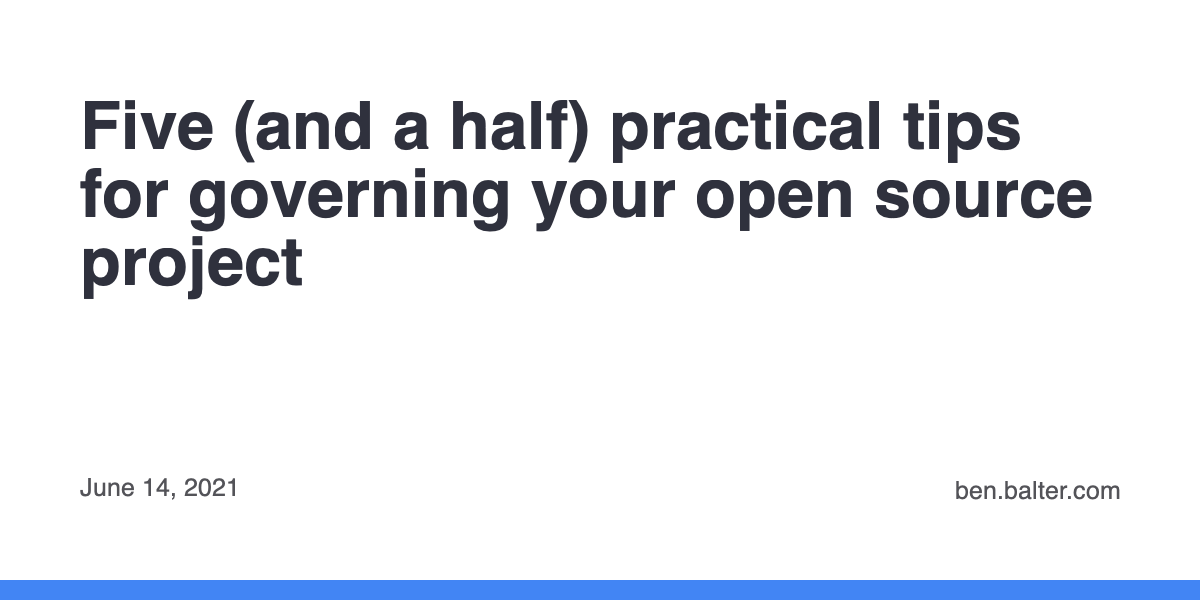 Five (and a half) practical tips
for governing your open source
project
June 14, 2021
ben.balter.com